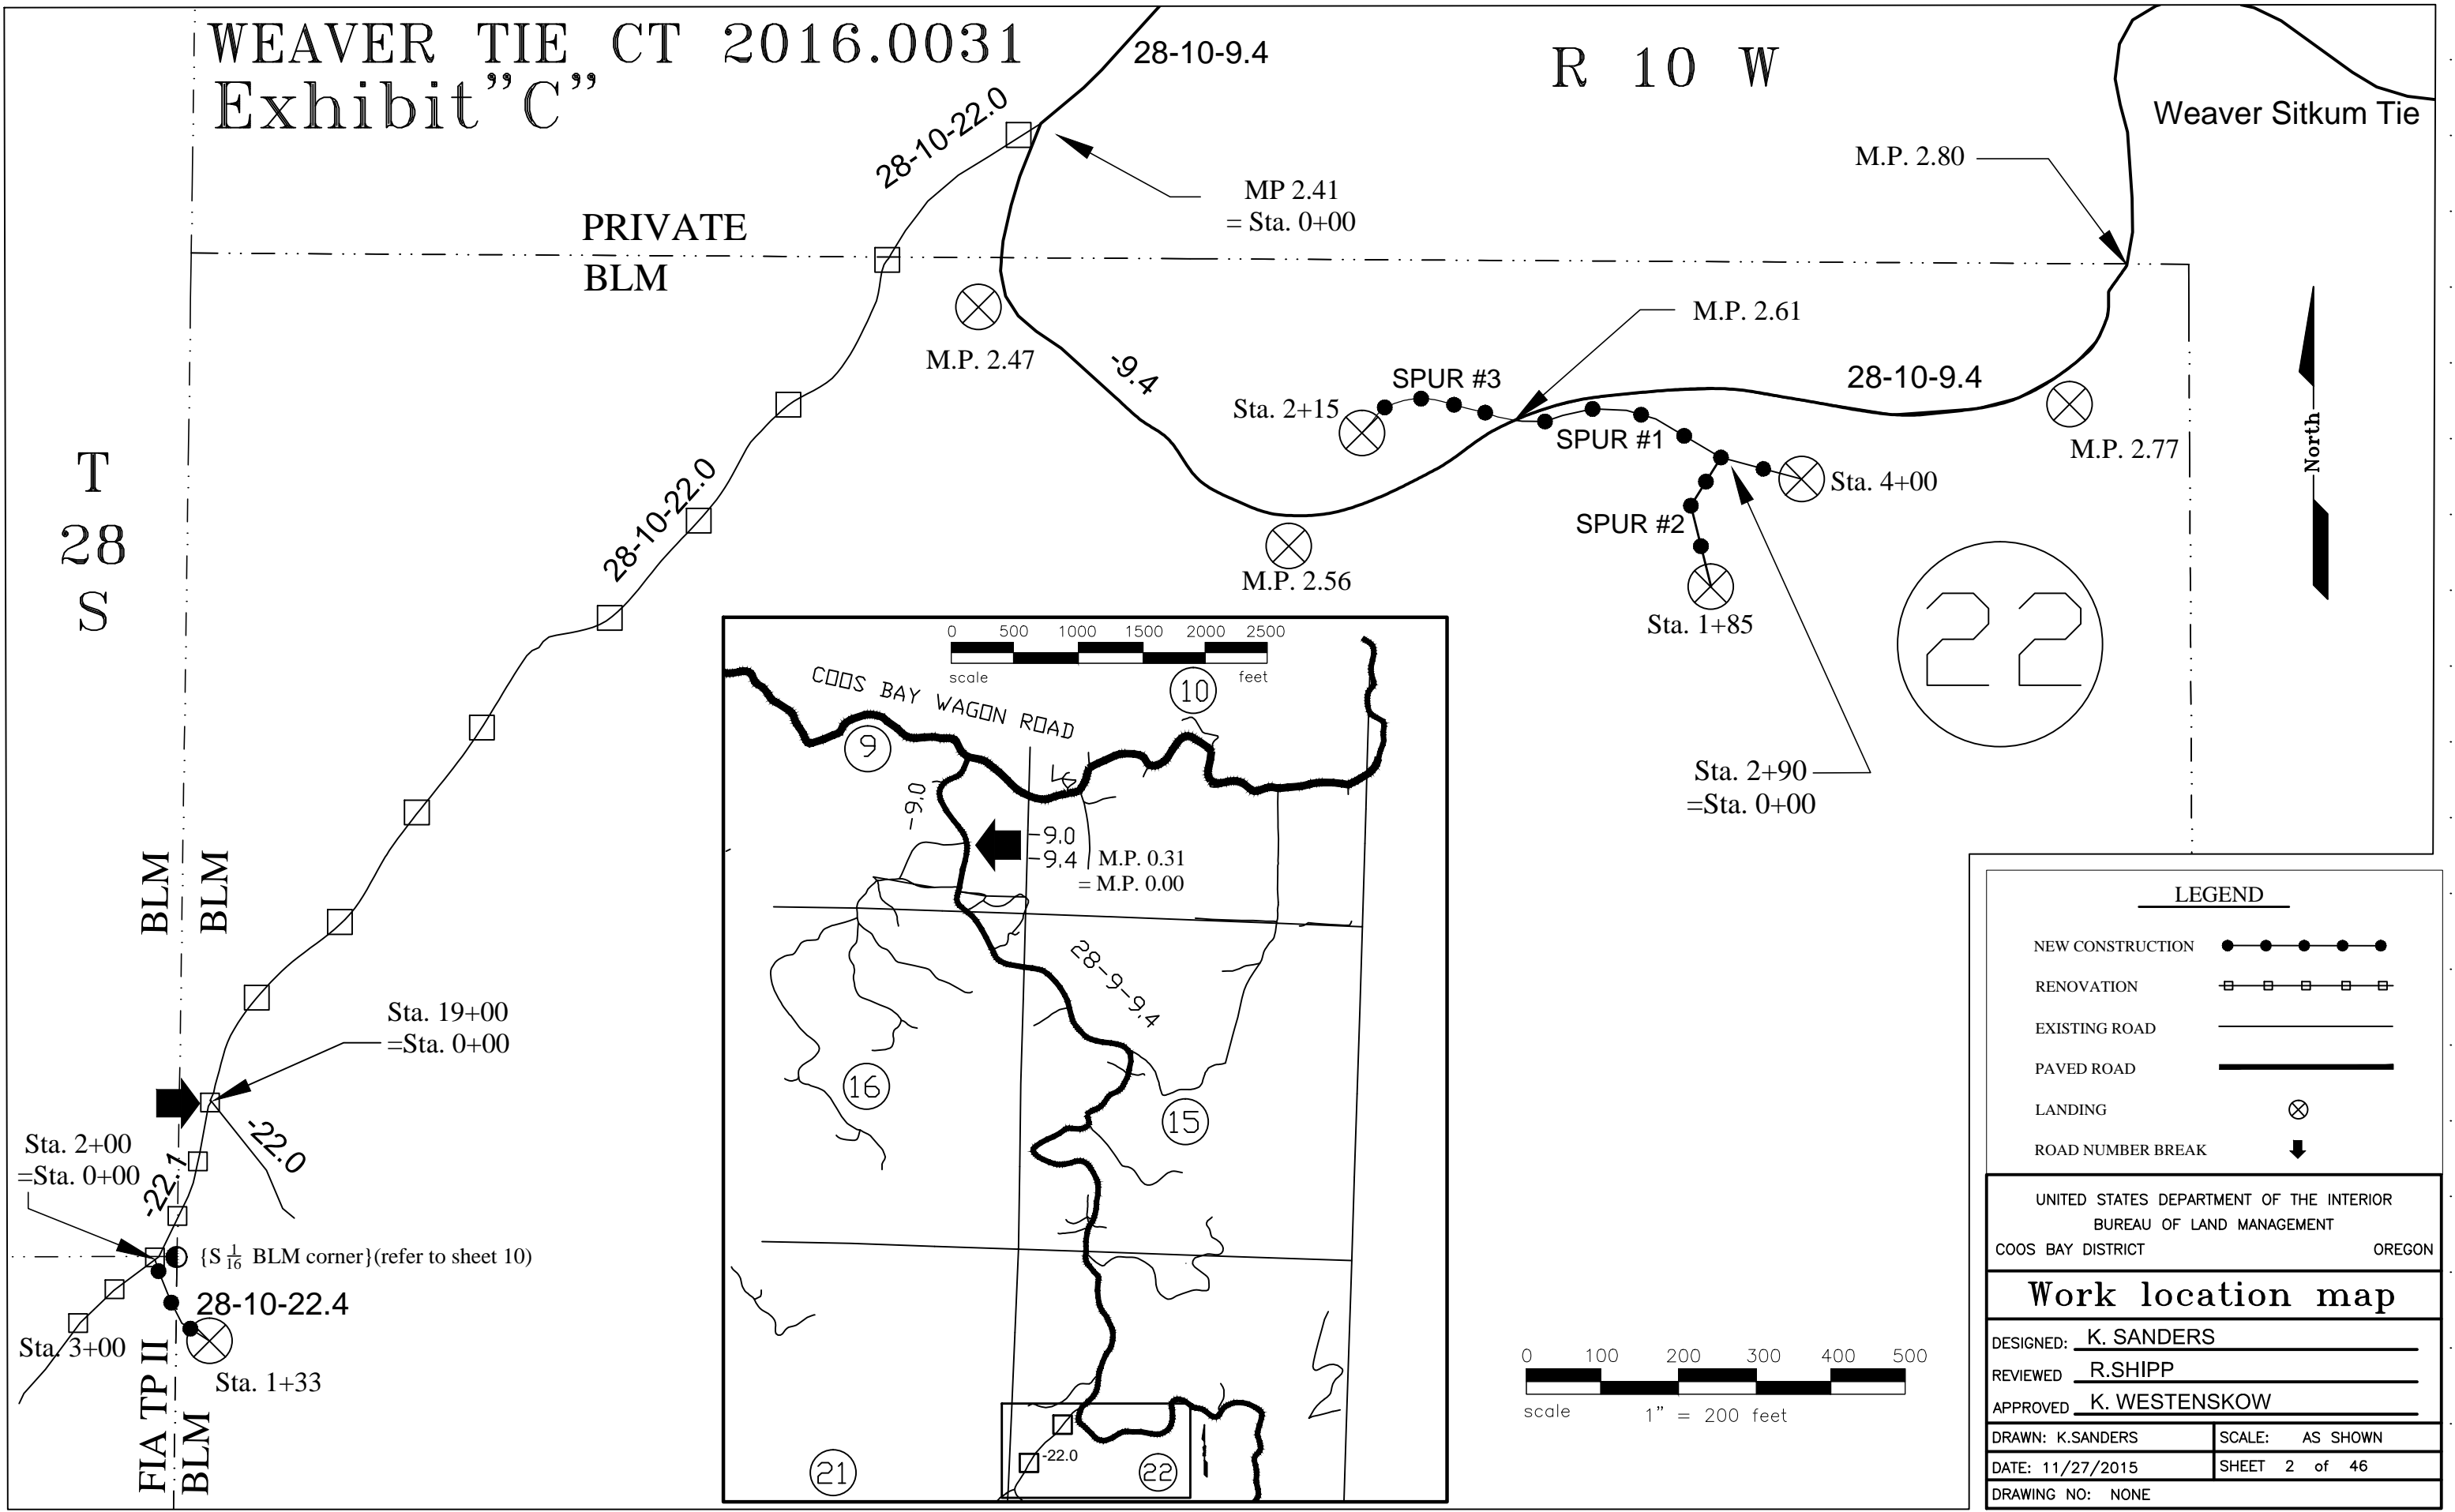 WEAVER TIE CT 2016.0031
Exhibit"C"
28-10-9.4
R 10 W
Weaver Sitkum Tie
28-10-22.0
M.P. 2.80
MP 2.41
= Sta. 0+00
PRIVATE
BLM
M.P. 2.61
M.P. 2.47
-9.4
SPUR #3
28-10-9.4
Sta. 2+15
SPUR #1
M.P. 2.77
North
T
28
S
28-10-22.0
Sta. 4+00
SPUR #2
M.P. 2.56
Sta. 1+85
22
0 500 1000 1500 2000 2500
scale feet
COOS BAY WAGON ROAD
10
9
-9.0
-9.0
-9.4
M.P. 0.31
= M.P. 0.00
28-9-9.4
16
15
-22.0
21
22
Sta. 2+90
=Sta. 0+00
BLM
BLM
Sta. 19+00
=Sta. 0+00
-22.0
Sta. 2+00
=Sta. 0+00
-22.1
{S 1/16 BLM corner}(refer to sheet 10)
28-10-22.4
Sta. 3+00
Sta. 1+33
FIA TP II
BLM
0 100 200 300 400 500
scale 1" = 200 feet
LEGEND
NEW CONSTRUCTION
RENOVATION
EXISTING ROAD
PAVED ROAD
LANDING
ROAD NUMBER BREAK
UNITED STATES DEPARTMENT OF THE INTERIOR
BUREAU OF LAND MANAGEMENT
COOS BAY DISTRICT OREGON
Work location map
DESIGNED: K. SANDERS
REVIEWED R.SHIPP
APPROVED K. WESTENSKOW
DRAWN: K.SANDERS SCALE: AS SHOWN
DATE: 11/27/2015 SHEET 2 of 46
DRAWING NO: NONE